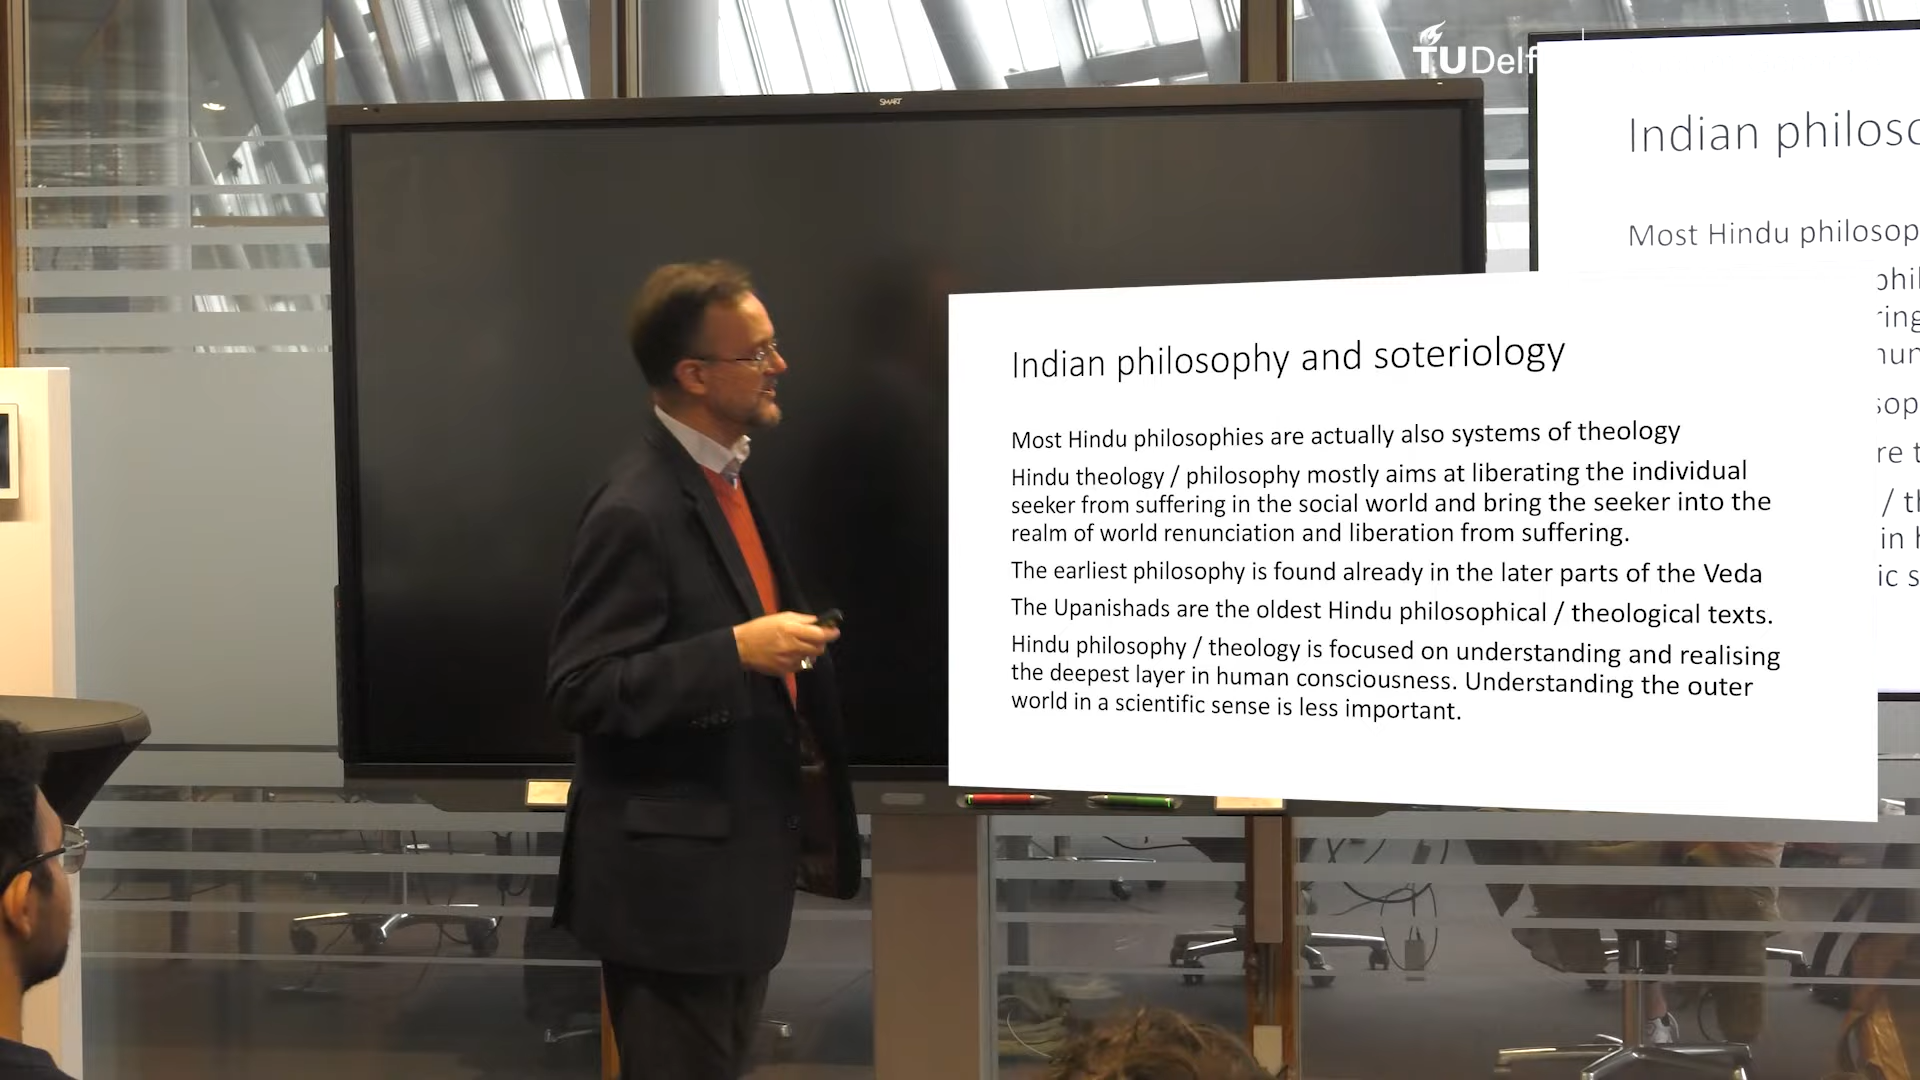 SMART
TUDelf
Indian philoso
Most Hindu philosop
Indian philosophy and soteriology
Most Hindu philosophies are actually also systems of theology
Hindu theology / philosophy mostly aims at liberating the individual
seeker from suffering in the social world and bring the seeker into the
realm of world renunciation and liberation from suffering.
The earliest philosophy is found already in the later parts of the Veda
The Upanishads are the oldest Hindu philosophical / theological texts.
Hindu philosophy / theology is focused on understanding and realising
the deepest layer in human consciousness. Understanding the outer
world in a scientific sense is less important.